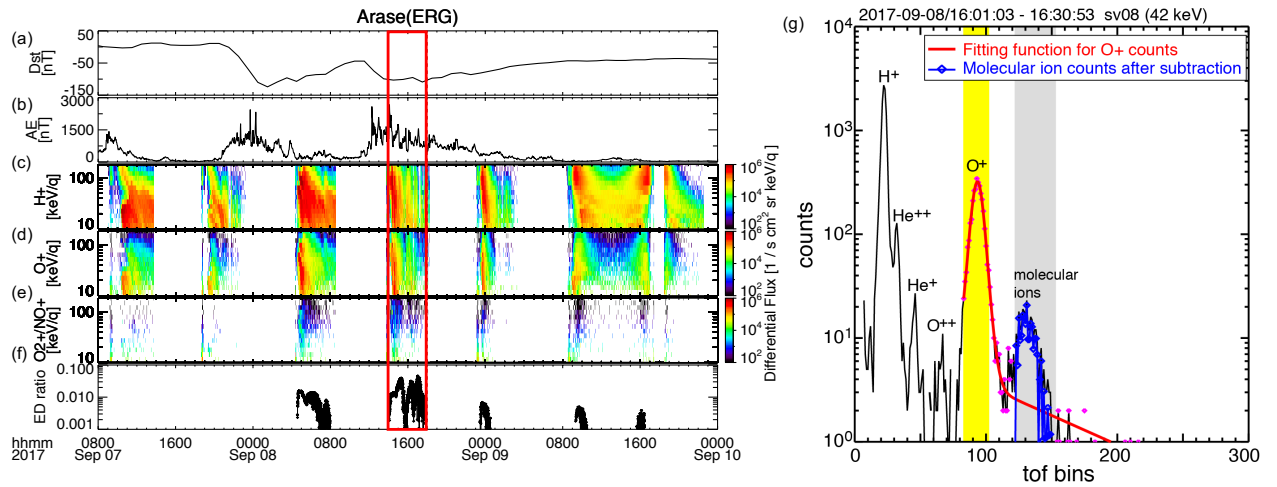 Arase(ERG)
(a)
Dst
[nT]
50
-50
-150
(b)
AE
[nT]
3000
1500
0
(c)
H+
[keV/q]
100
10
10^6
10^4
10^2
(d)
O+
[keV/q]
100
10
10^6
10^4
10^2
(e)
O2+/NO+
[keV/q]
100
10
10^6
10^4
10^2
Differential Flux [1 / s cm^2 sr keV/q]
(f)
ED ratio
0.100
0.010
0.001
hhmm
2017
0800 1600 0000 0800 1600 0000 0800 1600 0000
Sep 07 Sep 08 Sep 09 Sep 10
(g)
2017-09-08/16:01:03 - 16:30:53 sv08 (42 keV)
Fitting function for O+ counts
Molecular ion counts after subtraction
H+
He++
He+
O++
O+
molecular
ions
counts
10^4
10^3
10^2
10^1
10^0
0 100 200 300
tof bins